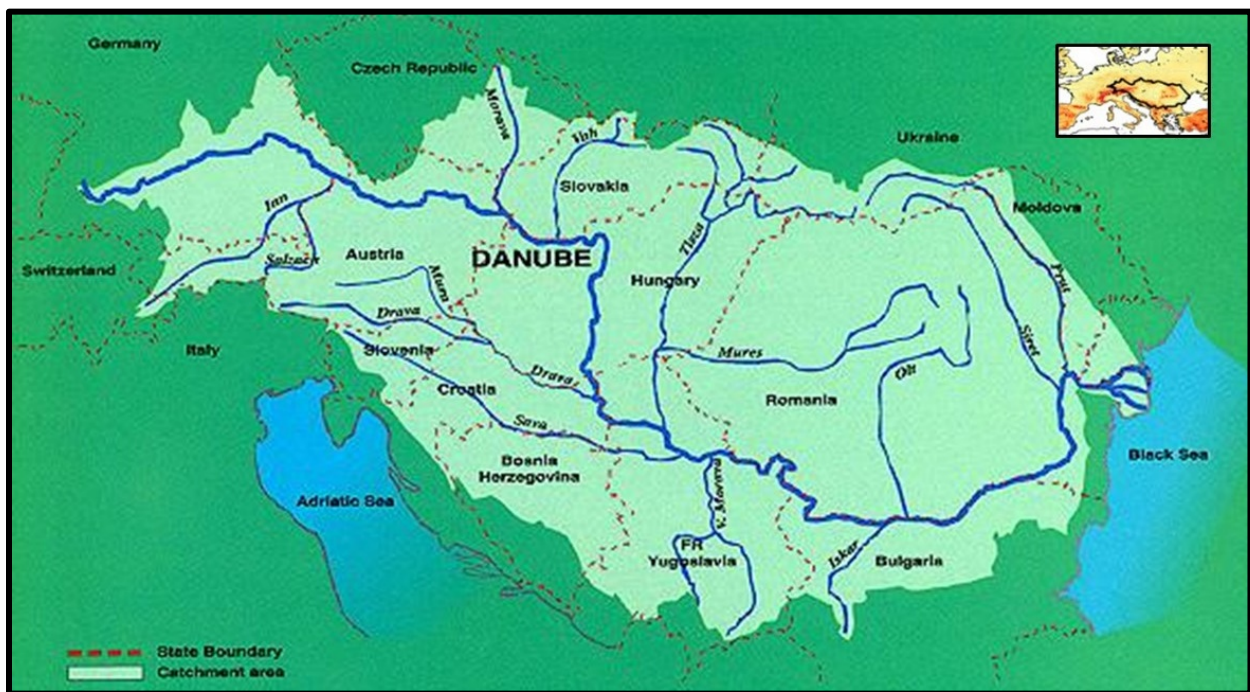 Germany
Czech Republic
Ukraine
Morava
Vah
Slovakia
Moldova
Inn
Switzerland
Salzach
Austria
DANUBE
Tisza
Hungary
Mura
Prut
Drava
Italy
Slovenia
Siret
Mures
Olt
Drava
Croatia
Romania
Sava
Bosnia
Herzegovina
Black Sea
Adriatic Sea
V. Morava
FR
Yugoslavia
Iskar
Bulgaria
State Boundary
Catchment area